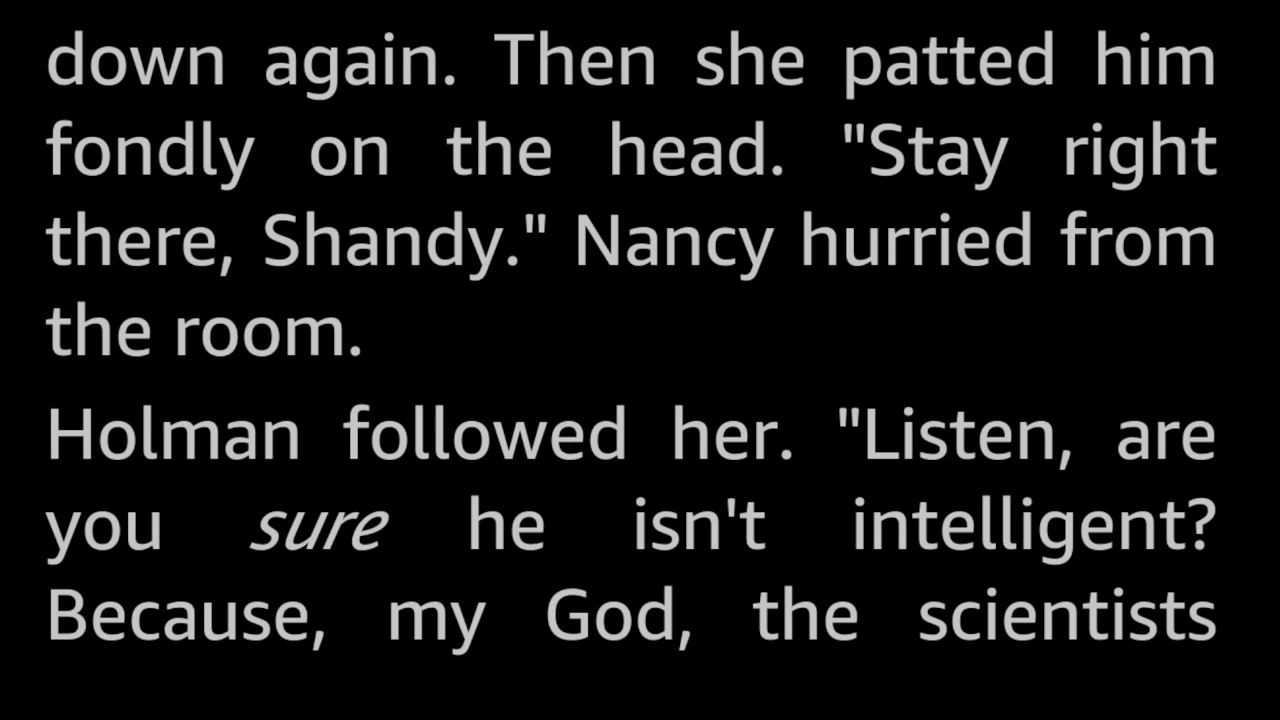 down again. Then she patted him
fondly on the head. "Stay right
there, Shandy." Nancy hurried from
the room.
Holman followed her. "Listen, are
you sure he isn't intelligent?
Because, my God, the scientists